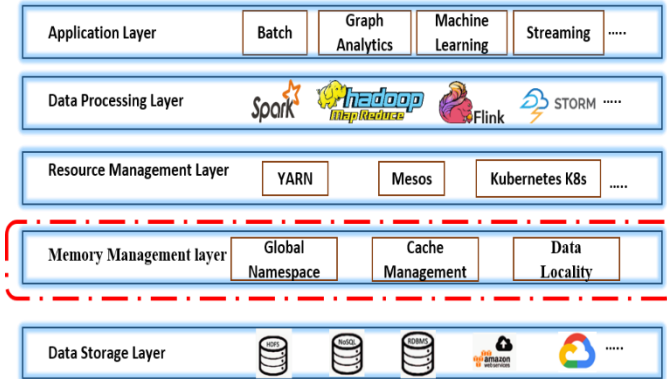 Application Layer
Batch
Graph
Analytics
Machine
Learning
Streaming
.....
Data Processing Layer
Spark
hadoop
Map Reduce
Flink
STORM
.....
Resource Management Layer
YARN
Mesos
Kubernetes K8s
.....
Memory Management layer
Global
Namespace
Cache
Management
Data
Locality
Data Storage Layer
HDFS
NoSQL
RDBMS
amazon
webservices
.....